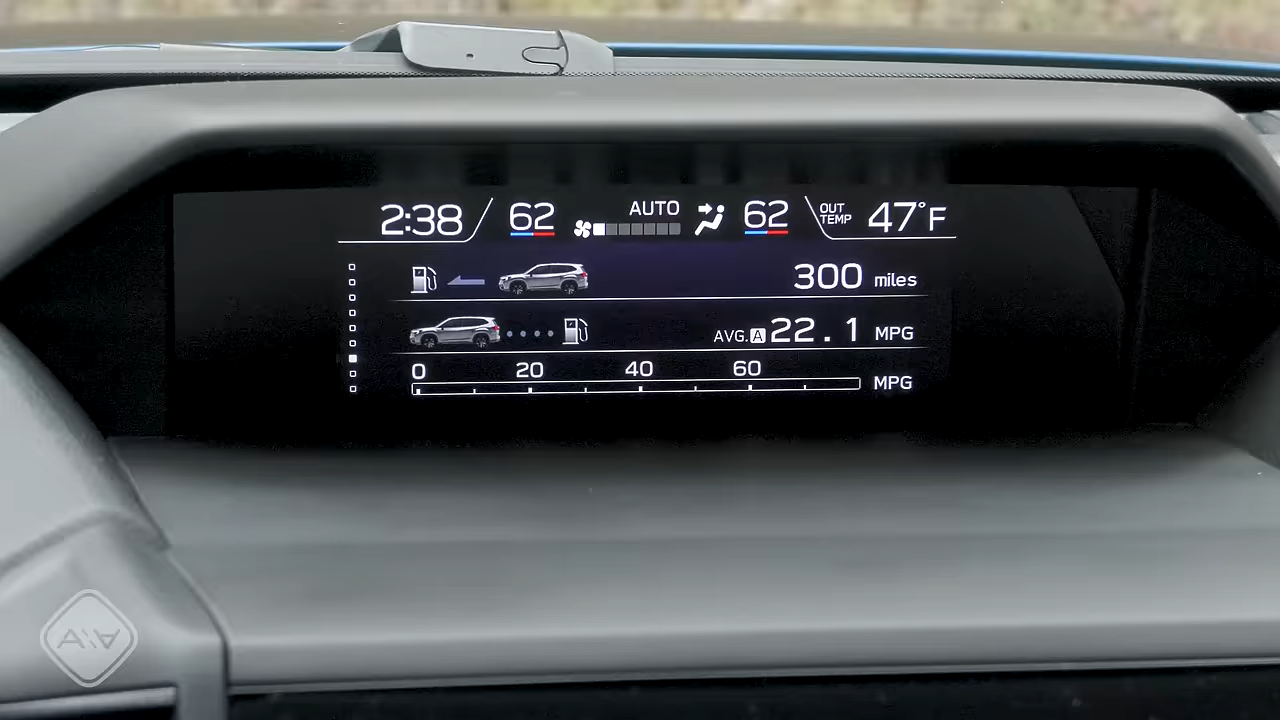 2:38 62 AUTO 62 OUT TEMP 47°F
300 miles
AVG. A 22.1 MPG
0 20 40 60
MPG